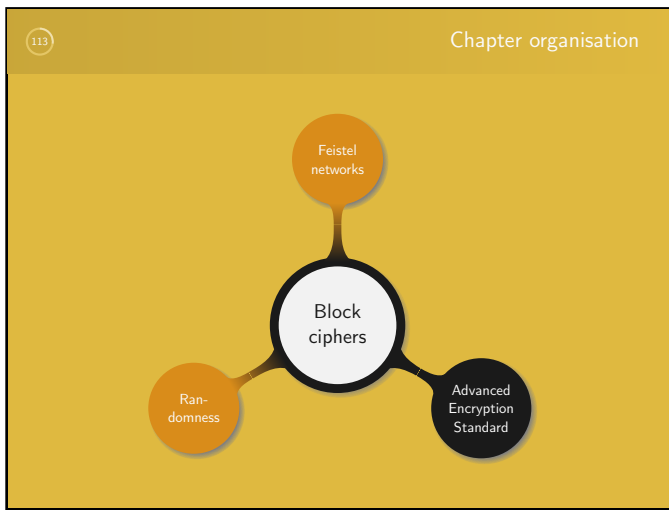 113
Chapter organisation
Feistel
networks
Block
ciphers
Ran-
domness
Advanced
Encryption
Standard